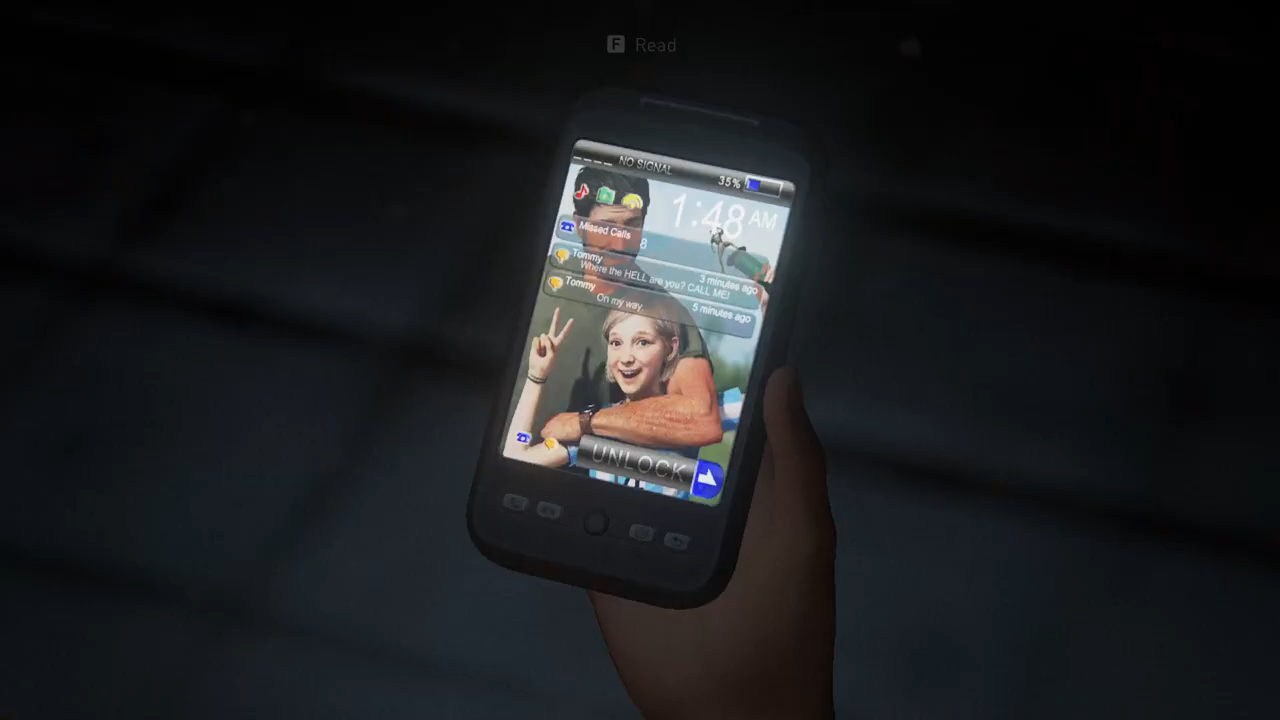 F Read
NO SIGNAL 35%
1:48 AM
Missed Calls
8
Tommy
3 minutes ago
Where the HELL are you? CALL ME!
Tommy
5 minutes ago
On my way
UNLOCK